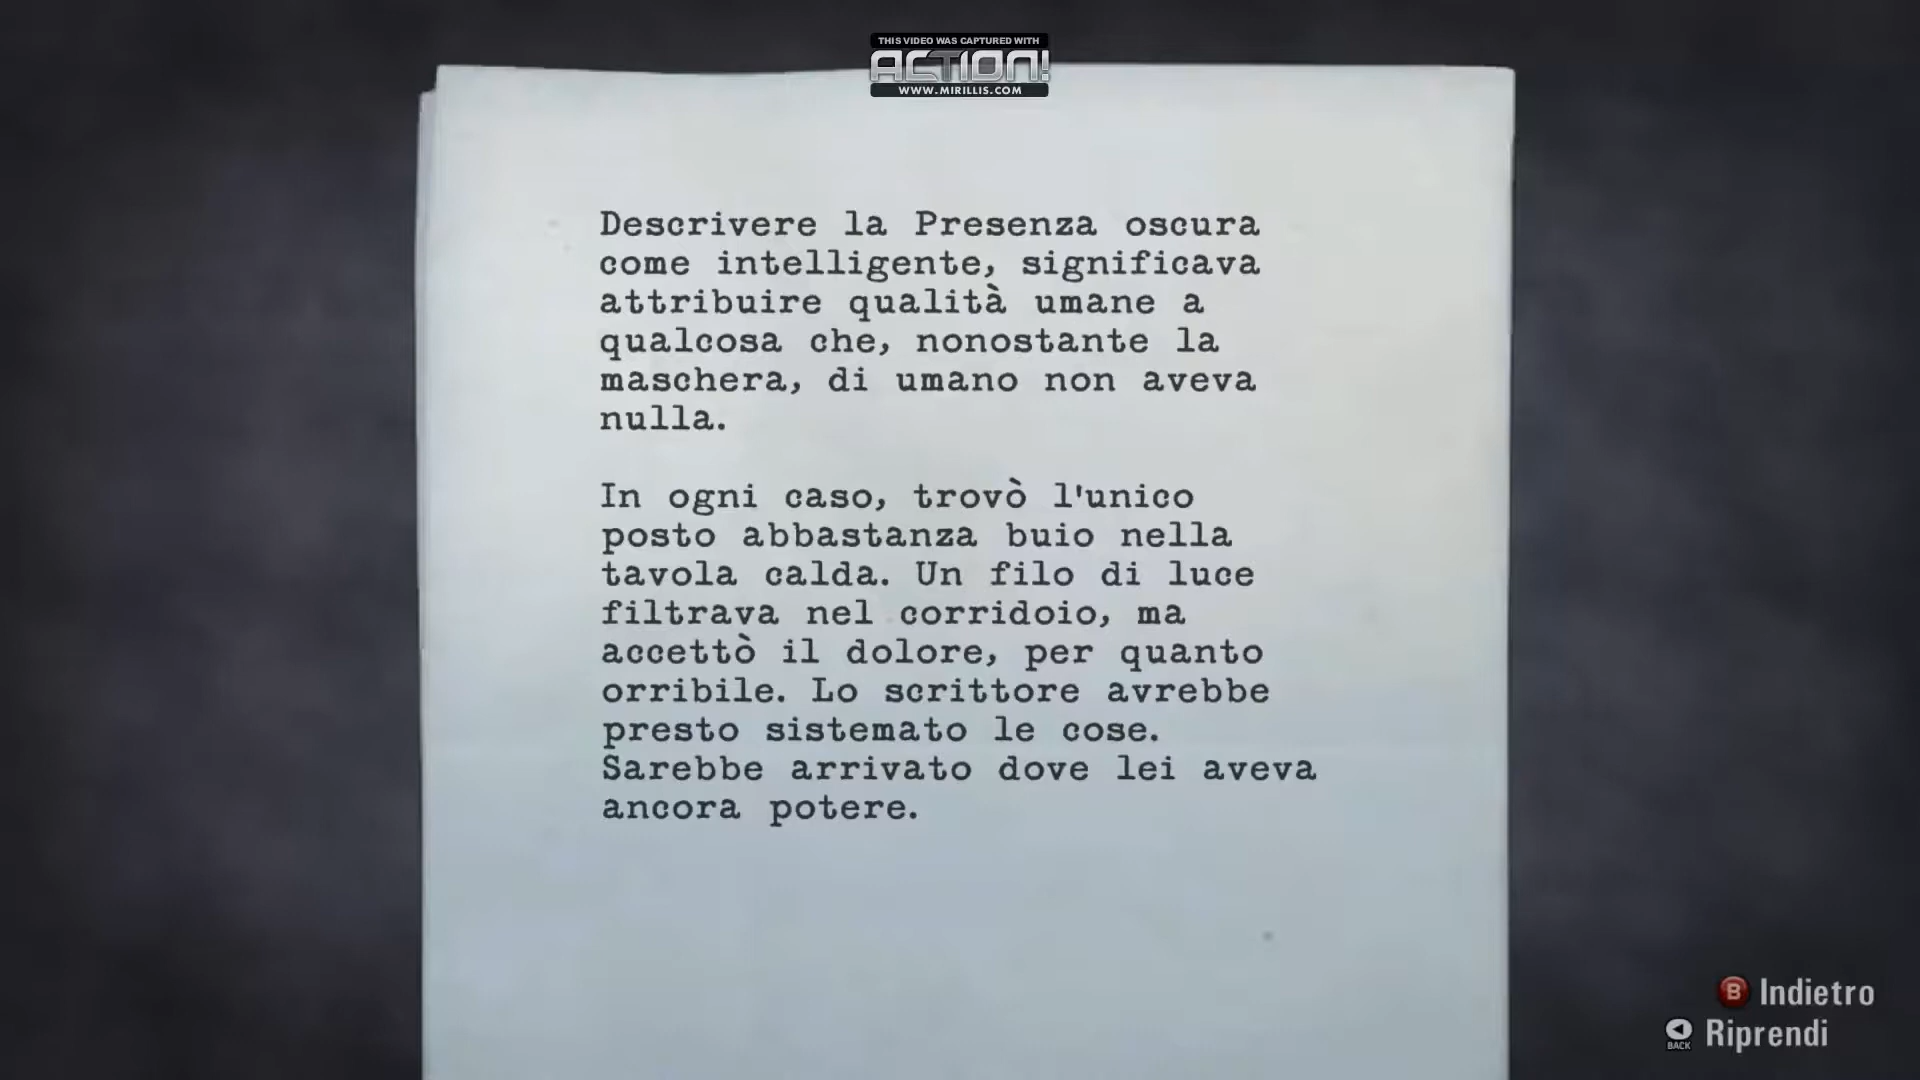 THIS VIDEO WAS CAPTURED WITH
ACTION!
WWW.MIRILLIS.COM
Descrivere la Presenza oscura
come intelligente, significava
attribuire qualità umane a
qualcosa che, nonostante la
maschera, di umano non aveva
nulla.
In ogni caso, trovò l'unico
posto abbastanza buio nella
tavola calda. Un filo di luce
filtrava nel corridoio, ma
accettò il dolore, per quanto
orribile. Lo scrittore avrebbe
presto sistemato le cose.
Sarebbe arrivato dove lei aveva
ancora potere.
B Indietro
BACK Riprendi